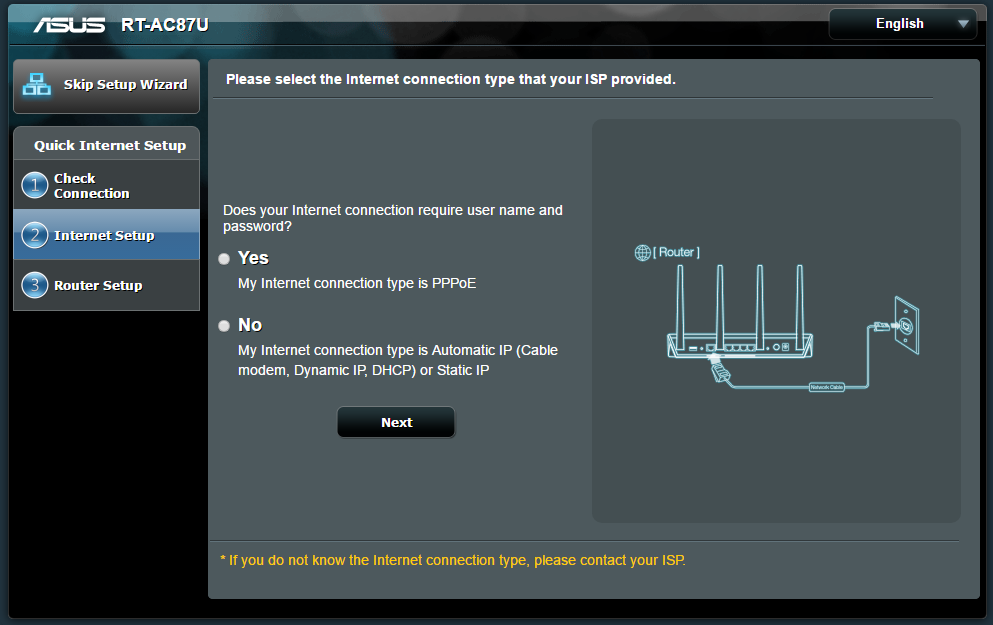 ASUS RT-AC87U
English
Skip Setup Wizard
Please select the Internet connection type that your ISP provided.
Quick Internet Setup
1 Check
Connection
2 Internet Setup
3 Router Setup
Does your Internet connection require user name and
password?
Yes
My Internet connection type is PPPoE
No
My Internet connection type is Automatic IP (Cable
modem, Dynamic IP, DHCP) or Static IP
Next
[ Router ]
Network Cable
* If you do not know the Internet connection type, please contact your ISP.